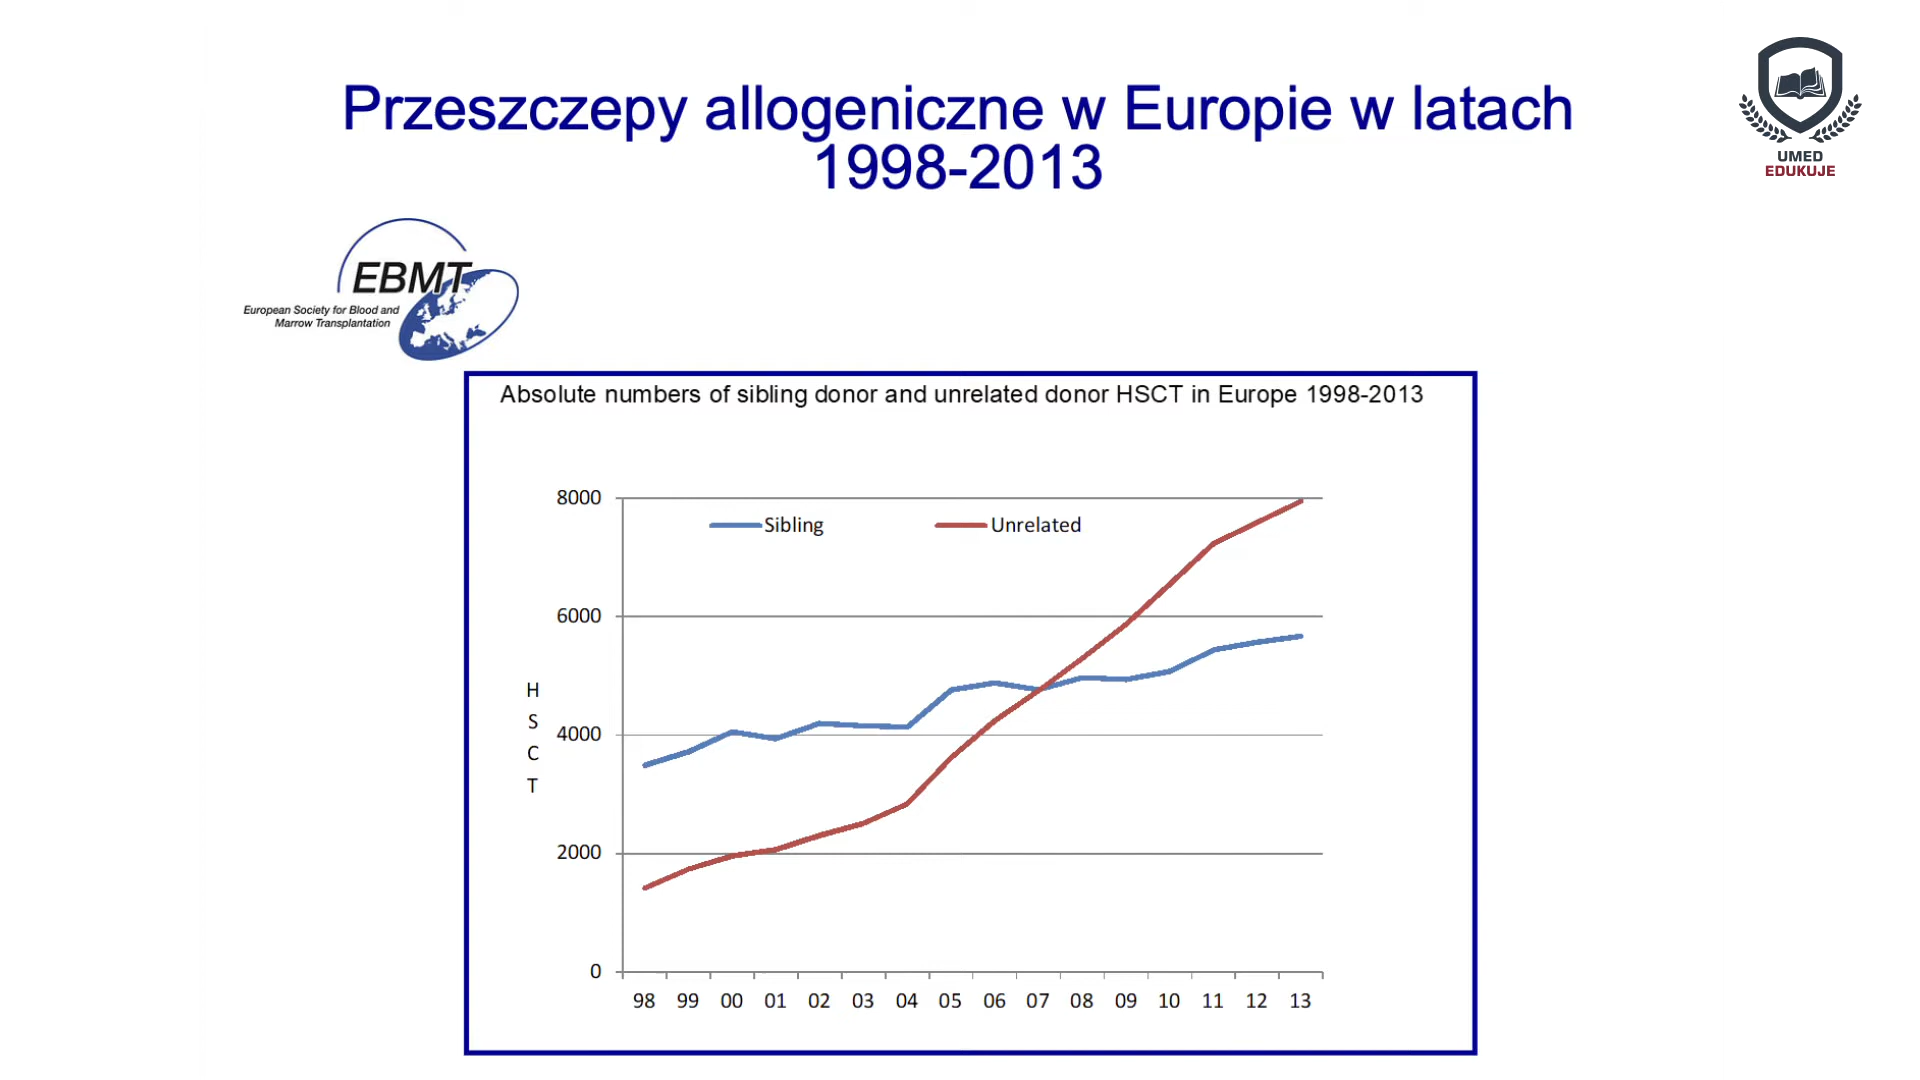 Przeszczepy allogeniczne w Europie w latach
1998-2013
UMED
EDUKUJE
EBMT
European Society for Blood and
Marrow Transplantation
Absolute numbers of sibling donor and unrelated donor HSCT in Europe 1998-2013
Sibling
Unrelated
8000
6000
4000
2000
0
H
S
C
T
98 99 00 01 02 03 04 05 06 07 08 09 10 11 12 13